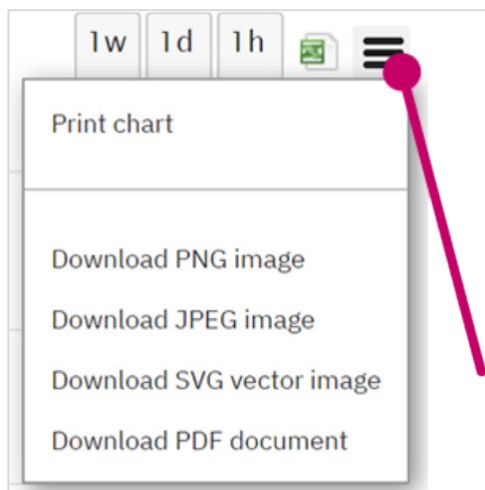 1w 1d 1h
Print chart
Download PNG image
Download JPEG image
Download SVG vector image
Download PDF document